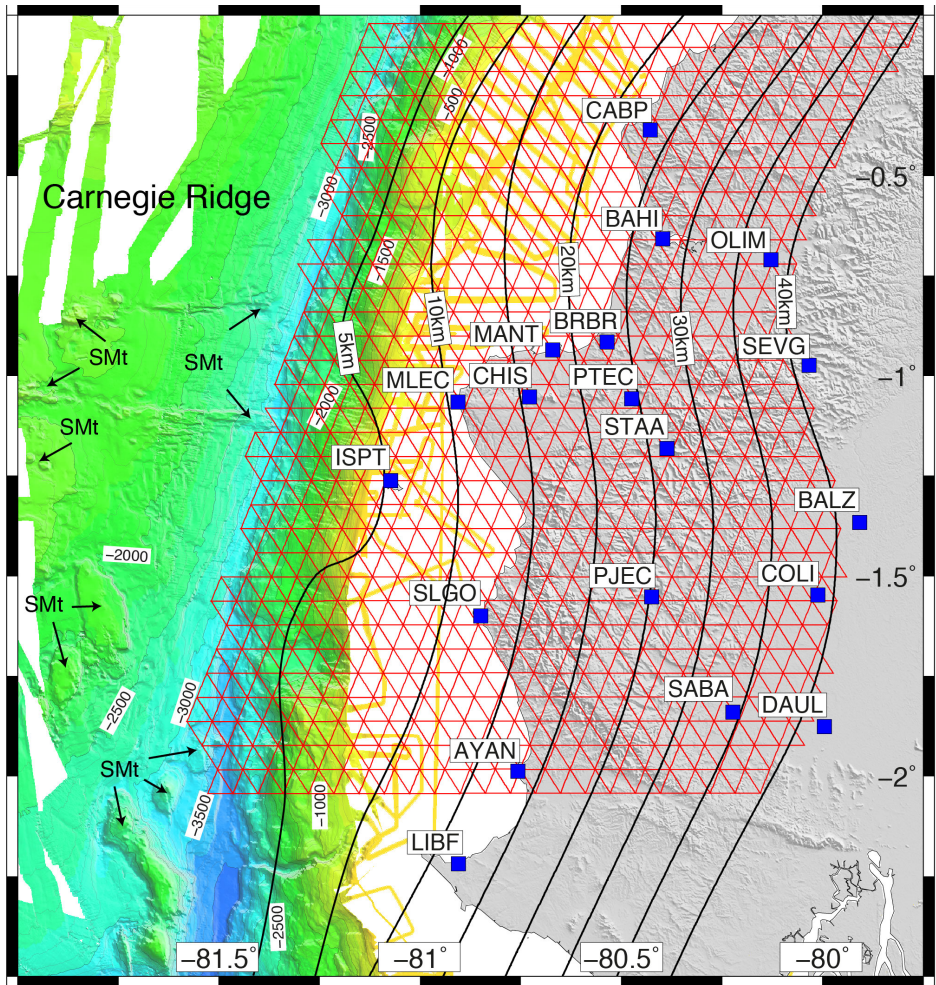 −4000
−500
−2500
CABP
−0.5°
−3000
Carnegie Ridge
BAHI
OLIM
−1500
20km
40km
10km
30km
5km
MANT
BRBR
SEVG
SMt
SMt
MLEC
CHIS
PTEC
−1°
−2000
SMt
STAA
ISPT
BALZ
−2000
PJEC
COLI
−1.5°
SLGO
SMt
−3000
−2500
SABA
DAUL
SMt
AYAN
−2°
−3500
−1000
LIBF
−2500
−81.5°
−81°
−80.5°
−80°